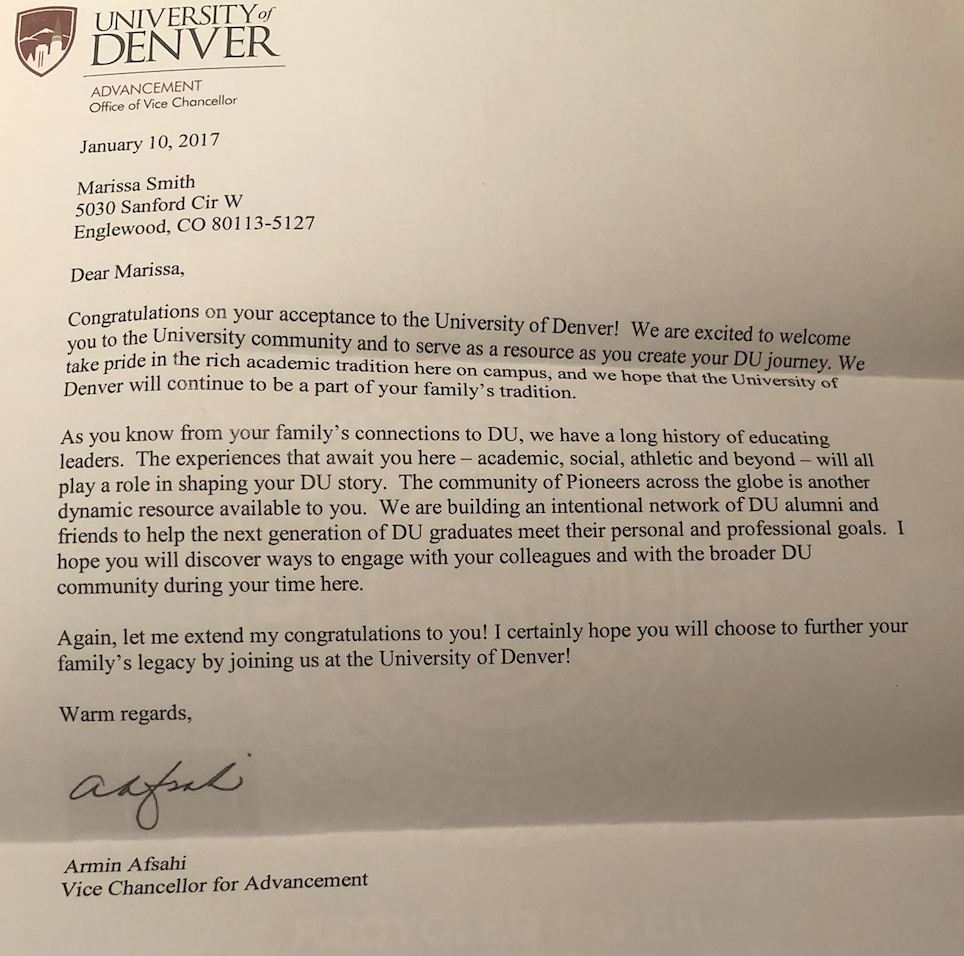 UNIVERSITY of
DENVER
ADVANCEMENT
Office of Vice Chancellor
January 10, 2017
Marissa Smith
5030 Sanford Cir W
Englewood, CO 80113-5127
Dear Marissa,
Congratulations on your acceptance to the University of Denver!  We are excited to welcome
you to the University community and to serve as a resource as you create your DU journey. We
take pride in the rich academic tradition here on campus, and we hope that the University of
Denver will continue to be a part of your family's tradition.
As you know from your family's connections to DU, we have a long history of educating
leaders.  The experiences that await you here – academic, social, athletic and beyond – will all
play a role in shaping your DU story.  The community of Pioneers across the globe is another
dynamic resource available to you.  We are building an intentional network of DU alumni and
friends to help the next generation of DU graduates meet their personal and professional goals.  I
hope you will discover ways to engage with your colleagues and with the broader DU
community during your time here.
Again, let me extend my congratulations to you! I certainly hope you will choose to further your
family's legacy by joining us at the University of Denver!
Warm regards,
Armin Afsahi
Vice Chancellor for Advancement